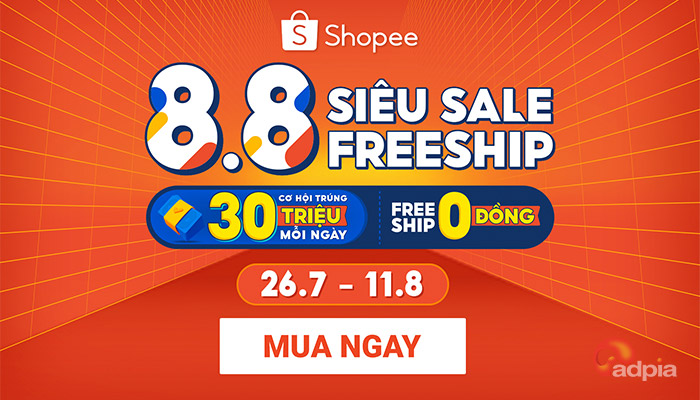 Shopee
8.8
SIÊU SALE
FREESHIP
30
CƠ HỘI TRÚNG
TRIỆU
MỖI NGÀY
FREE
SHIP
0
ĐỒNG
26.7 - 11.8
MUA NGAY
adpia